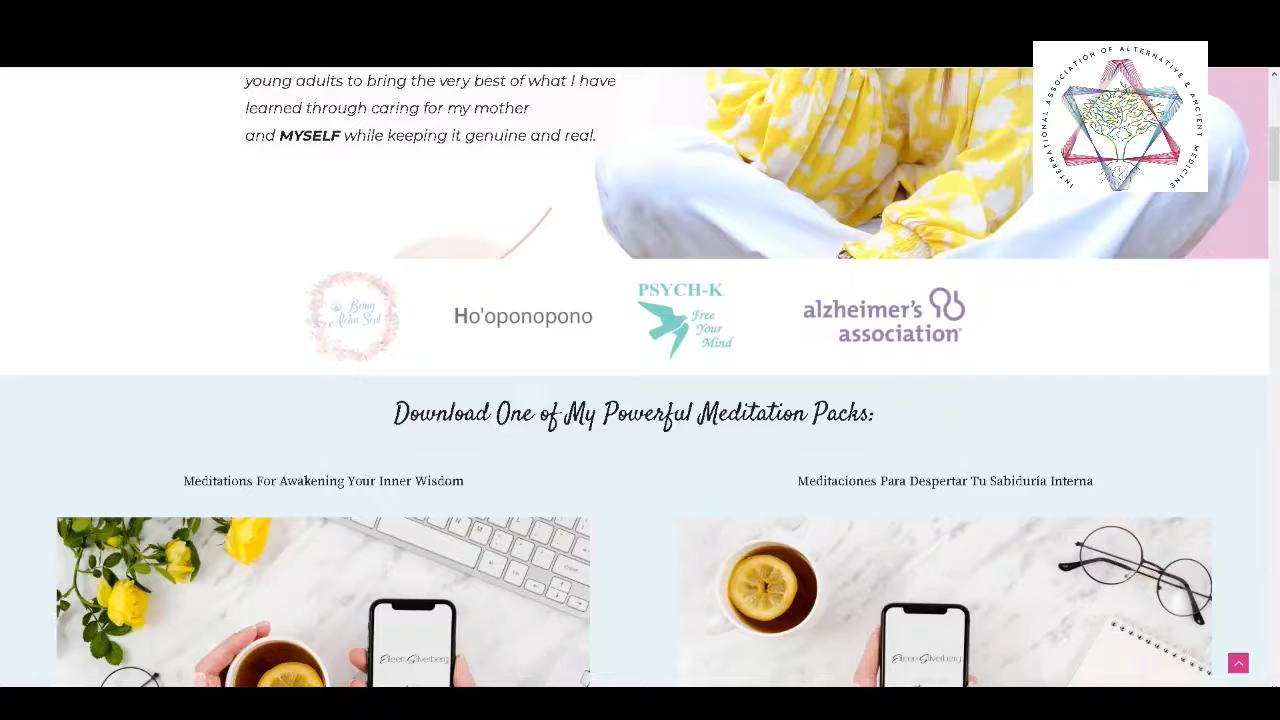 young adults to bring the very best of what I have
learned through caring for my mother
and MYSELF while keeping it genuine and real.
INTERNATIONAL ASSOCIATION OF ALTERNATIVE & ANCIENT MEDICINE
Being
Aloha Soul
Ho'oponopono
PSYCH-K
Free
Your
Mind
alzheimer's
association
Download One of My Powerful Meditation Packs:
Meditations For Awakening Your Inner Wisdom
Meditaciones Para Despertar Tu Sabiduría Interna
Eileen Silverberg
Eileen Silverberg